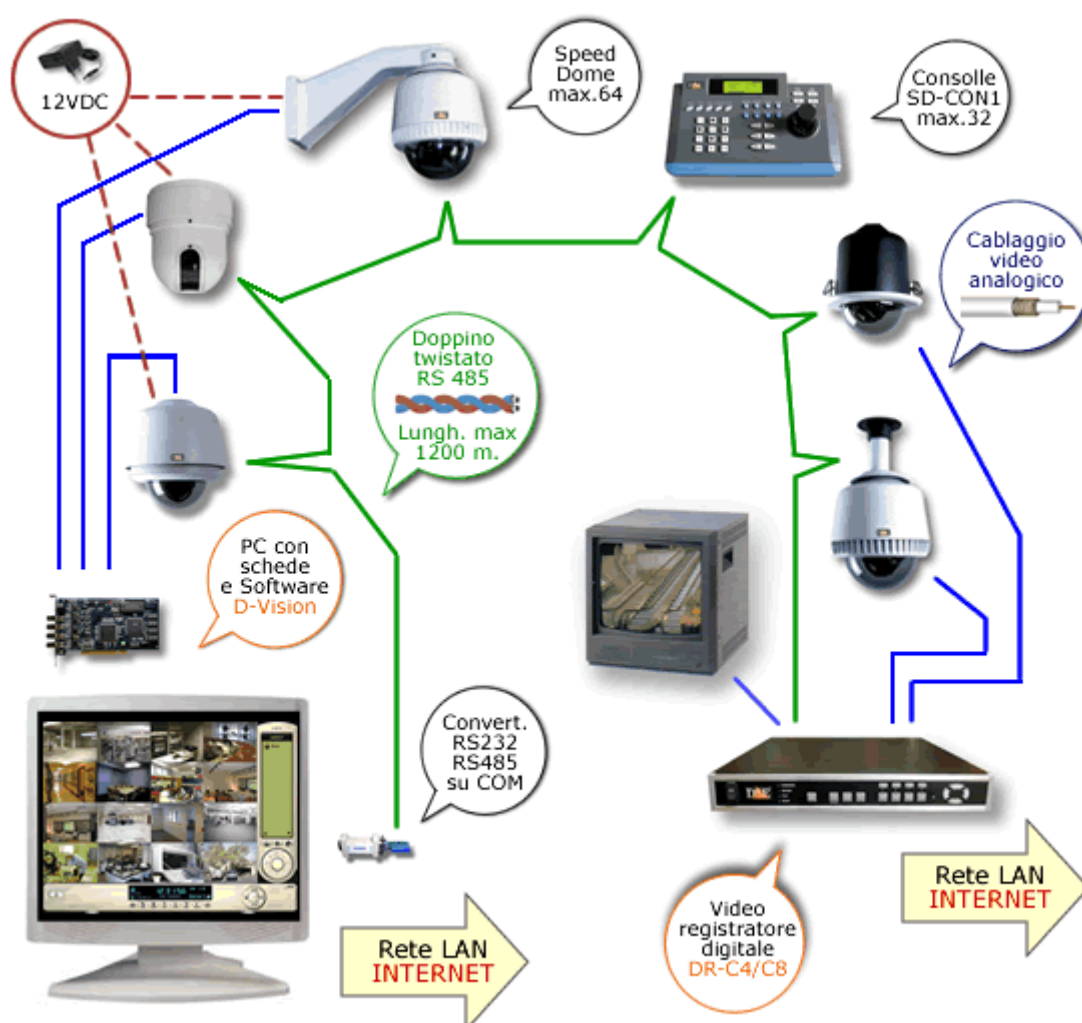 12VDC
Speed
Dome
max.64
Consolle
SD-CON1
max.32
Cablaggio
video
analogico
Doppino
twistato
RS 485
Lungh. max
1200 m.
PC con
schede
e Software
D-Vision
Convert.
RS232
RS485
su COM
Rete LAN
INTERNET
Video
registratore
digitale
DR-C4/C8
Rete LAN
INTERNET